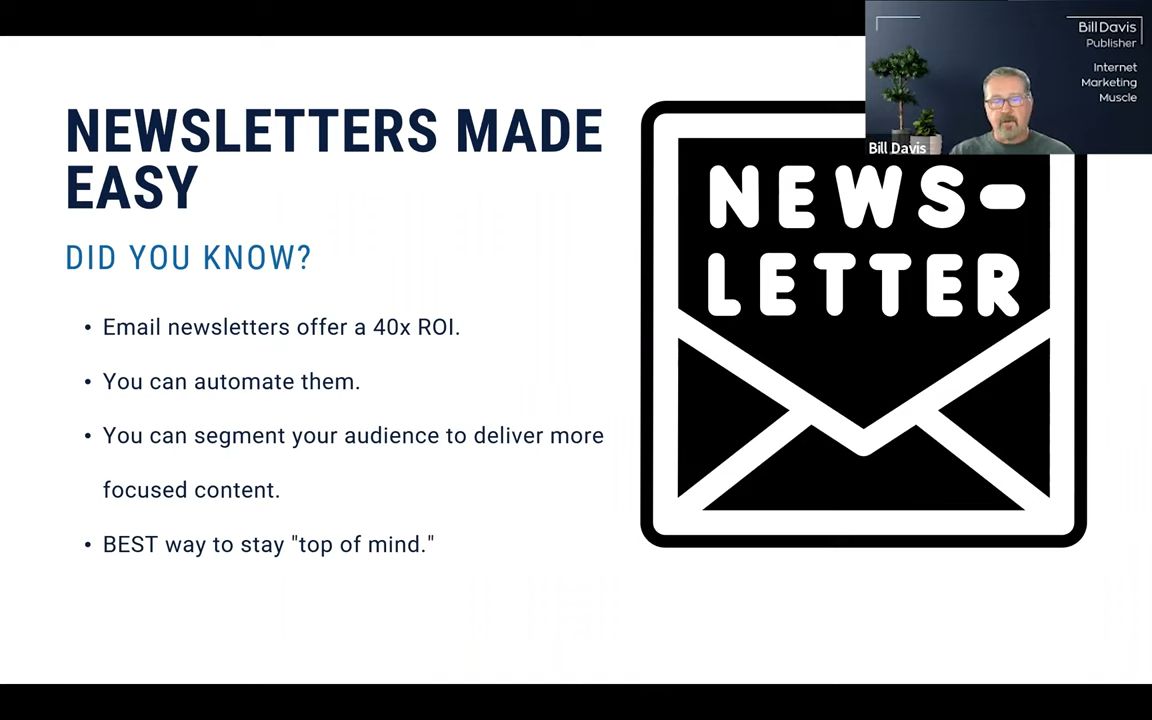 NEWSLETTERS MADE
EASY
DID YOU KNOW?
• Email newsletters offer a 40x ROI.
• You can automate them.
• You can segment your audience to deliver more
focused content.
• BEST way to stay "top of mind."
NEWS-
LETTER
Bill Davis
Publisher
Internet
Marketing
Muscle
Bill Davis